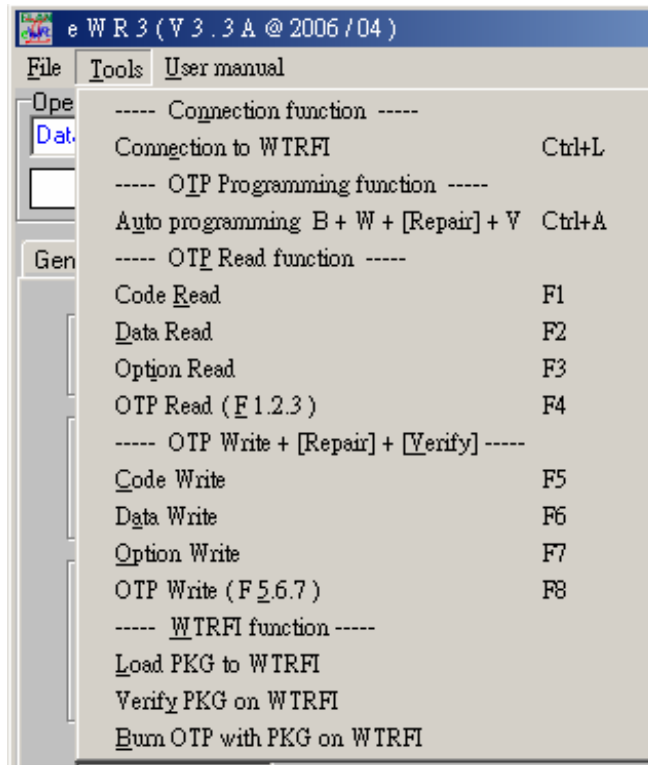 e W R 3 ( V 3 . 3 A @ 2006 / 04 )
File Tools User manual
Ope
Dat
Gen
----- Connection function -----
Connection to WTRFI Ctrl+L
----- OTP Programming function -----
Auto programming B + W + [Repair] + V Ctrl+A
----- OTP Read function -----
Code Read F1
Data Read F2
Option Read F3
OTP Read ( F 1.2.3 ) F4
----- OTP Write + [Repair] + [Verify] -----
Code Write F5
Data Write F6
Option Write F7
OTP Write ( F 5.6.7 ) F8
----- WTRFI function -----
Load PKG to WTRFI
Verify PKG on WTRFI
Burn OTP with PKG on WTRFI